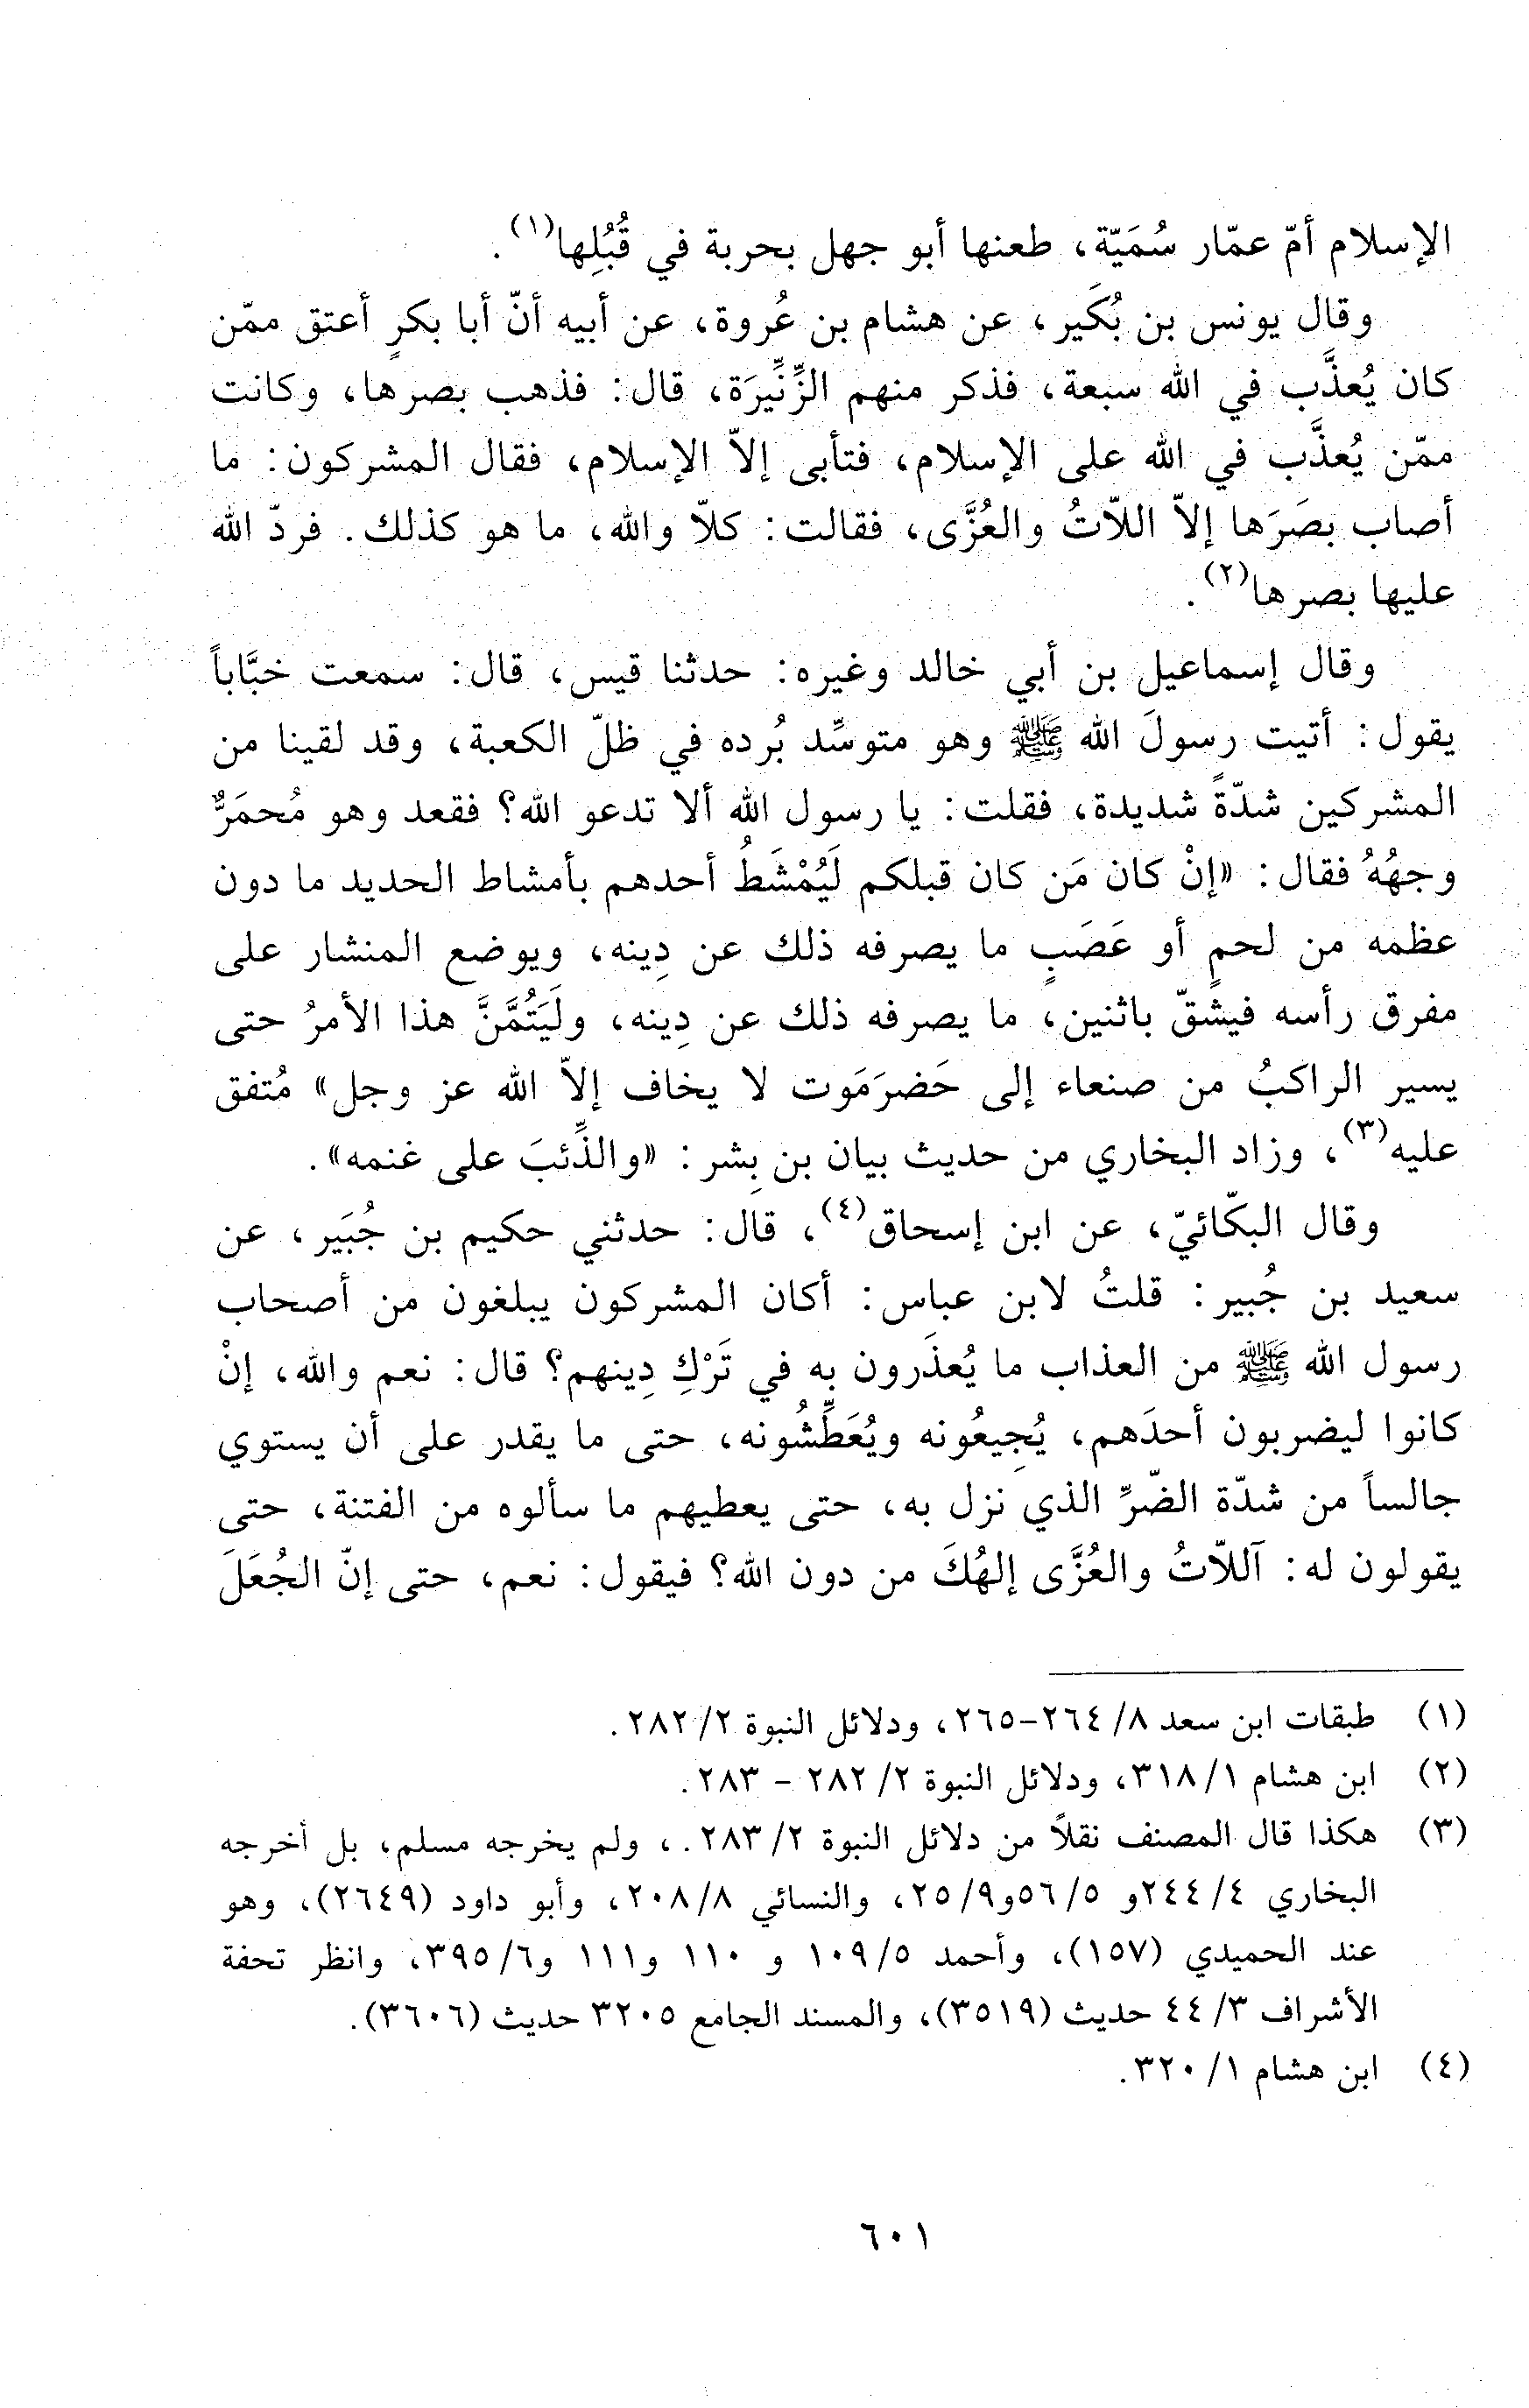 الإسلام أمّ عمّار سُمَيّة، طعنها أبو جهل بحربة في قُبُلِها(١).
وقال يونس بن بُكَير، عن هشام بن عُروة، عن أبيه أنّ أبا بكرٍ أعتق ممّن
كان يُعذَّب في الله سبعة، فذكر منهم الزِّنِّيرَة، قال: فذهب بصرها، وكانت
ممّن يُعذَّب في الله على الإسلام، فتأبى إلاّ الإسلام، فقال المشركون: ما
أصاب بصَرَها إلاّ اللاّتُ والعُزَّى، فقالت: كلاّ والله، ما هو كذلك. فردّ الله
عليها بصرها(٢).
وقال إسماعيل بن أبي خالد وغيره: حدثنا قيس، قال: سمعت خبَّاباً
يقول: أتيت رسولَ الله ﷺ وهو متوسِّد بُرده في ظلّ الكعبة، وقد لقينا من
المشركين شدّةً شديدة، فقلت: يا رسول الله ألا تدعو الله؟ فقعد وهو مُحمَرٌّ
وجهُهُ فقال: «إنْ كان مَن كان قبلكم لَيُمْشَطُ أحدهم بأمشاط الحديد ما دون
عظمه من لحمٍ أو عَصَبٍ ما يصرفه ذلك عن دِينه، ويوضع المنشار على
مفرق رأسه فيشقّ باثنين، ما يصرفه ذلك عن دِينه، ولَيَتُمَّنَّ هذا الأمرُ حتى
يسير الراكبُ من صنعاء إلى حَضرَمَوت لا يخاف إلاّ الله عز وجل» مُتفق
عليه(٣)، وزاد البخاري من حديث بيان بن بِشر: «والذِّئبَ على غنمه».
وقال البكّائيّ، عن ابن إسحاق(٤)، قال: حدثني حكيم بن جُبَير، عن
سعيد بن جُبير: قلتُ لابن عباس: أكان المشركون يبلغون من أصحاب
رسول الله ﷺ من العذاب ما يُعذَرون به في تَرْكِ دِينهم؟ قال: نعم والله، إنْ
كانوا ليضربون أحدَهم، يُجِيعُونه ويُعَطِّشُونه، حتى ما يقدر على أن يستوي
جالساً من شدّة الضّرِّ الذي نزل به، حتى يعطيهم ما سألوه من الفتنة، حتى
يقولون له: آللاّتُ والعُزَّى إلهُكَ من دون الله؟ فيقول: نعم، حتى إنّ الجُعَلَ
(١) طبقات ابن سعد ٨/ ٢٦٤-٢٦٥، ودلائل النبوة ٢/ ٢٨٢.
(٢) ابن هشام ١/ ٣١٨، ودلائل النبوة ٢/ ٢٨٢ - ٢٨٣.
(٣) هكذا قال المصنف نقلاً من دلائل النبوة ٢/ ٢٨٣.، ولم يخرجه مسلم، بل أخرجه
البخاري ٤/ ٢٤٤و ٥/ ٥٦و٩/ ٢٥، والنسائي ٨/ ٢٠٨، وأبو داود (٢٦٤٩)، وهو
عند الحميدي (١٥٧)، وأحمد ٥/ ١٠٩ و ١١٠ و١١١ و٦/ ٣٩٥، وانظر تحفة
الأشراف ٣/ ٤٤ حديث (٣٥١٩)، والمسند الجامع ٣٢٠٥ حديث (٣٦٠٦).
(٤) ابن هشام ١/ ٣٢٠.
٦٠١